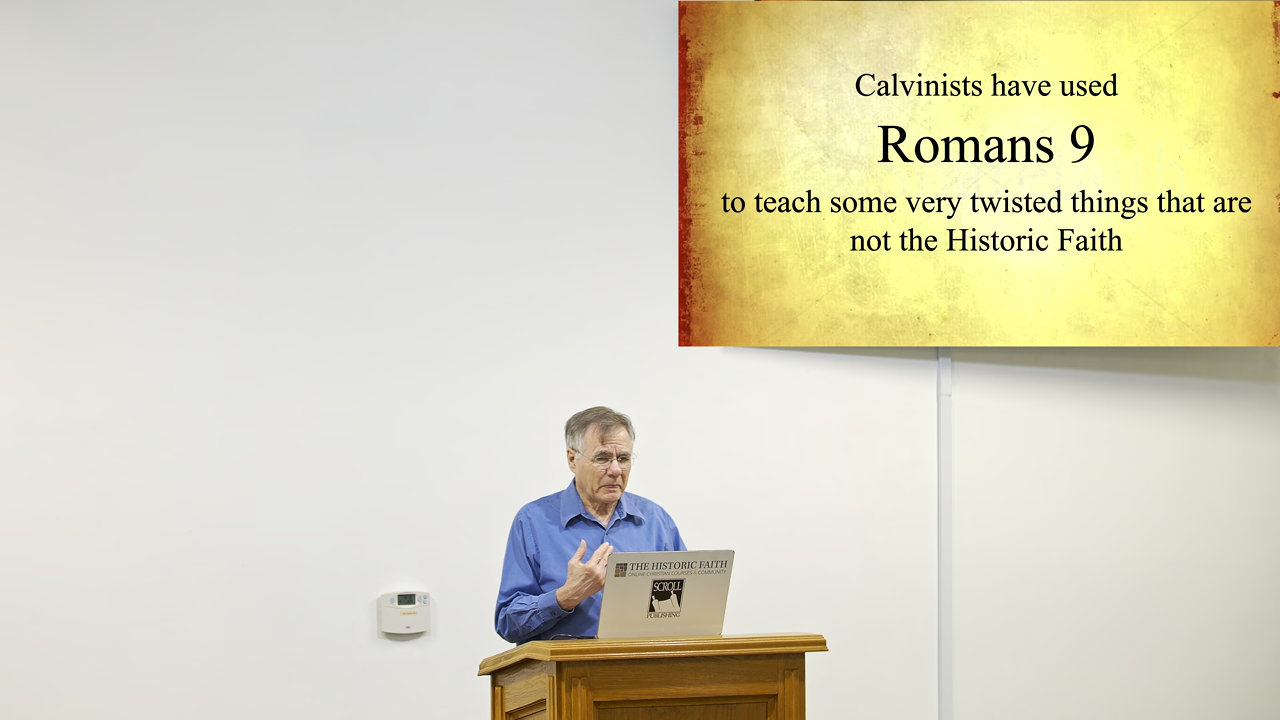 Calvinists have used
Romans 9
to teach some very twisted things that are
not the Historic Faith
THE HISTORIC FAITH
ONLINE CHRISTIAN COURSES & COMMUNITY
SCROLL
PUBLISHING